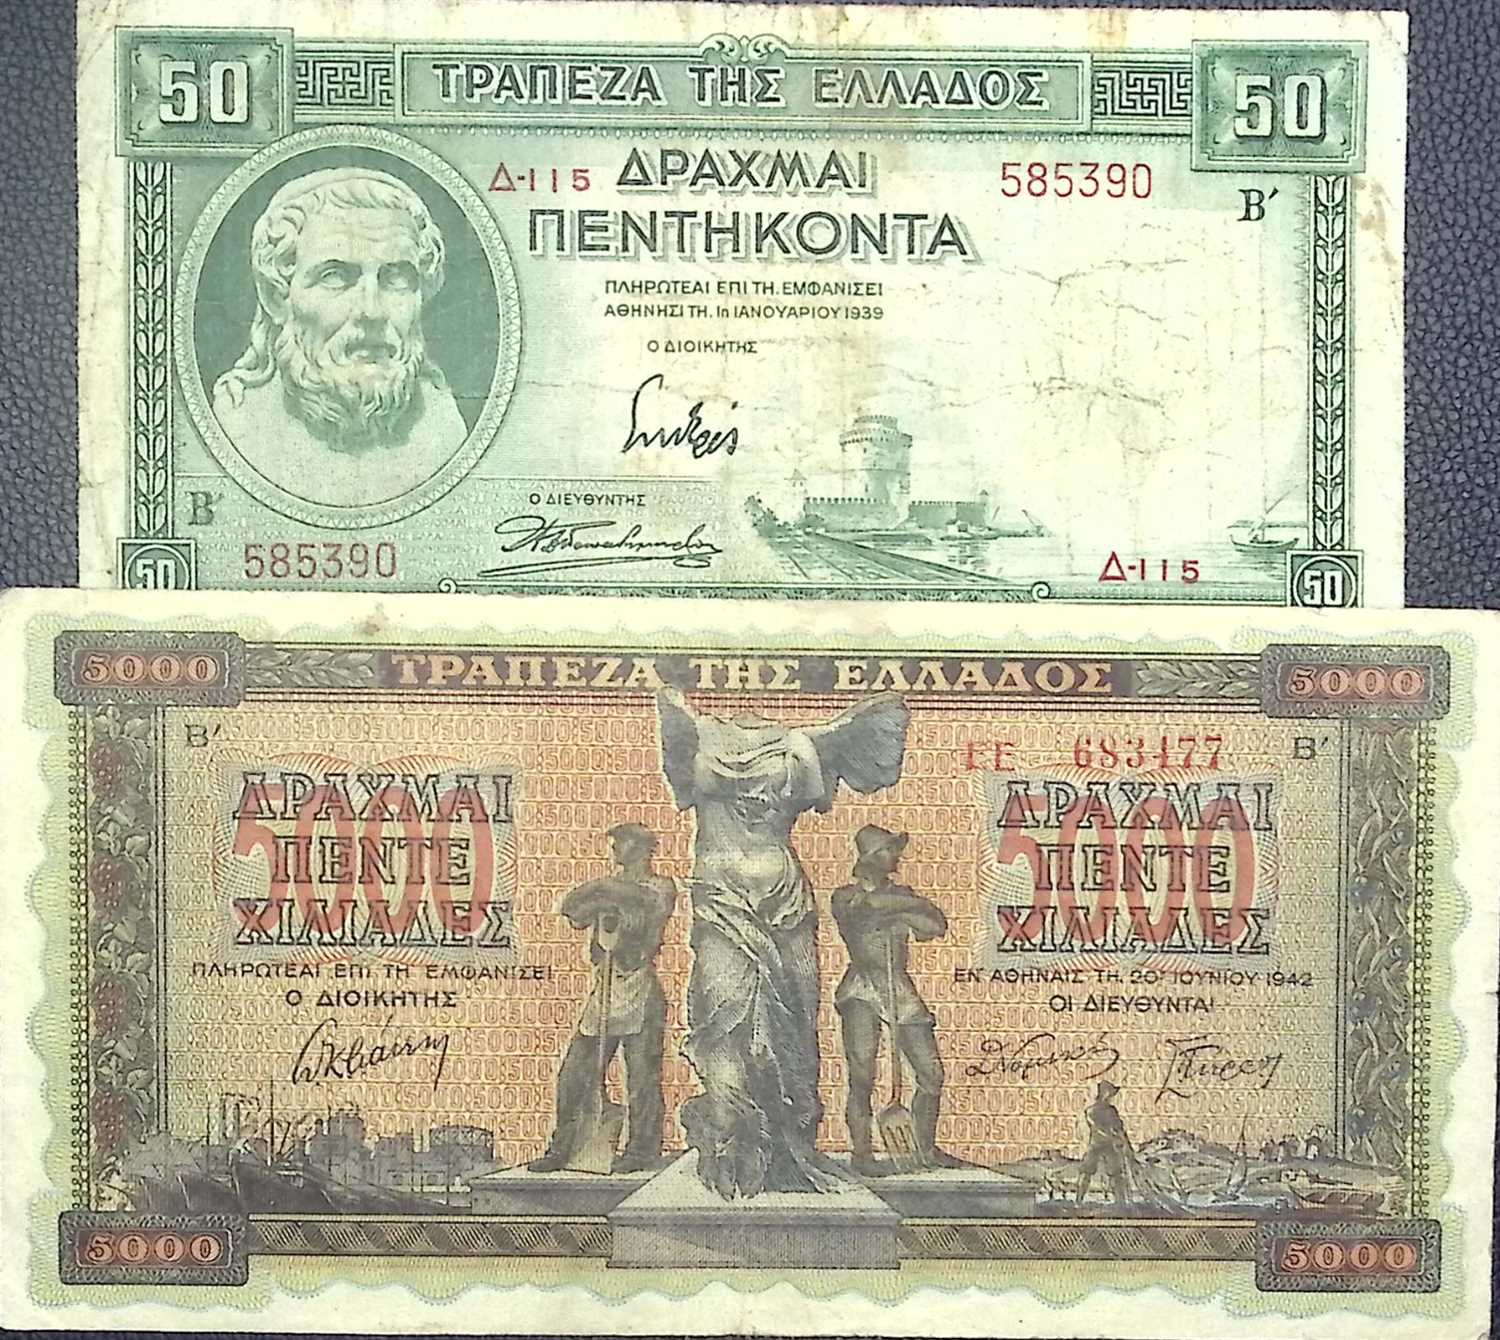 50 ΤΡΑΠΕΖΑ ΤΗΣ ΕΛΛΑΔΟΣ 50
Δ-115 ΔΡΑΧΜΑΙ 585390
ΠΕΝΤΗΚΟΝΤΑ Β΄
ΠΛΗΡΩΤΕΑΙ ΕΠΙ ΤΗ. ΕΜΦΑΝΙΣΕΙ
ΑΘΗΝΗΣΙ ΤΗ. 1η ΙΑΝΟΥΑΡΙΟΥ 1939
Ο ΔΙΟΙΚΗΤΗΣ
Β΄ Ο ΔΙΕΥΘΥΝΤΗΣ
585390 Δ-115
50 50
5000 ΤΡΑΠΕΖΑ ΤΗΣ ΕΛΛΑΔΟΣ 5000
Β΄ ΕΕ 683477 Β΄
5000 5000
ΔΡΑΧΜΑΙ ΔΡΑΧΜΑΙ
ΠΕΝΤΕ ΠΕΝΤΕ
ΧΙΛΙΑΔΕΣ ΧΙΛΙΑΔΕΣ
ΠΛΗΡΩΤΕΑΙ ΕΠΙ ΤΗ ΕΜΦΑΝΙΣΕΙ ΕΝ ΑΘΗΝΑΙΣ ΤΗ. 20ῃ ΙΟΥΝΙΟΥ 1942
Ο ΔΙΟΙΚΗΤΗΣ ΟΙ ΔΙΕΥΘΥΝΤΑΙ
5000 5000